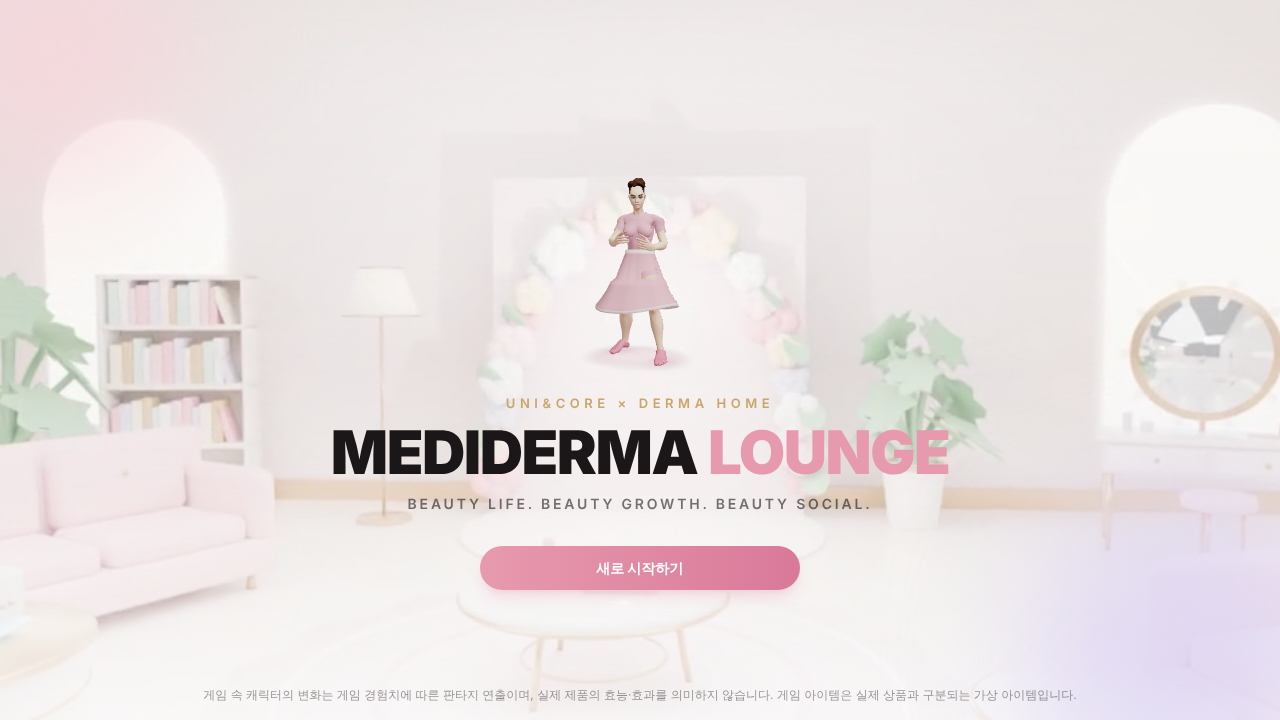 UNI&CORE × DERMA HOME
MEDIDERMA LOUNGE
BEAUTY LIFE. BEAUTY GROWTH. BEAUTY SOCIAL.
새로 시작하기
게임 속 캐릭터의 변화는 게임 경험치에 따른 판타지 연출이며, 실제 제품의 효능·효과를 의미하지 않습니다. 게임 아이템은 실제 상품과 구분되는 가상 아이템입니다.